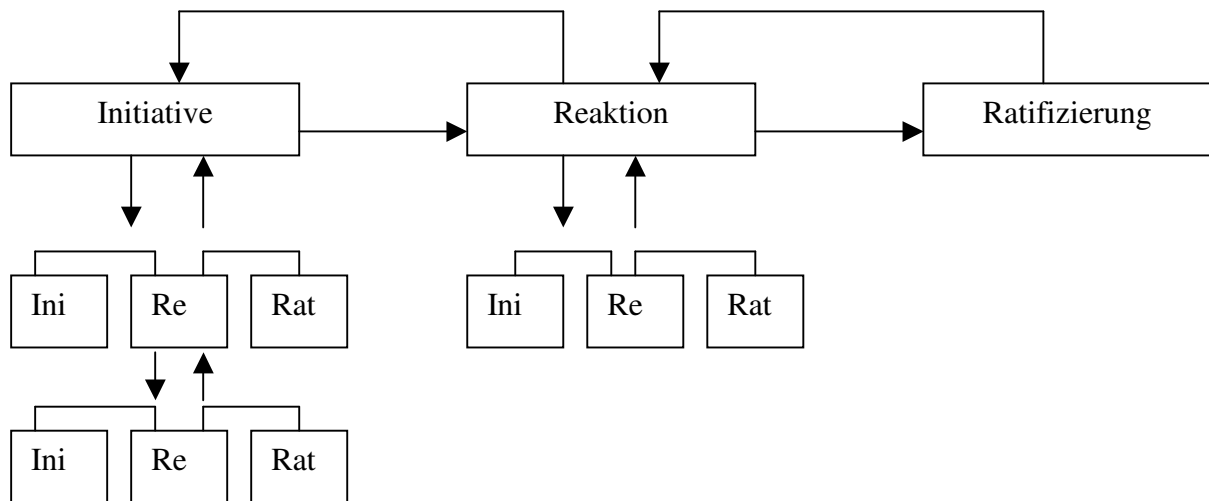 Initiative Reaktion Ratifizierung
Ini Re Rat Ini Re Rat
Ini Re Rat